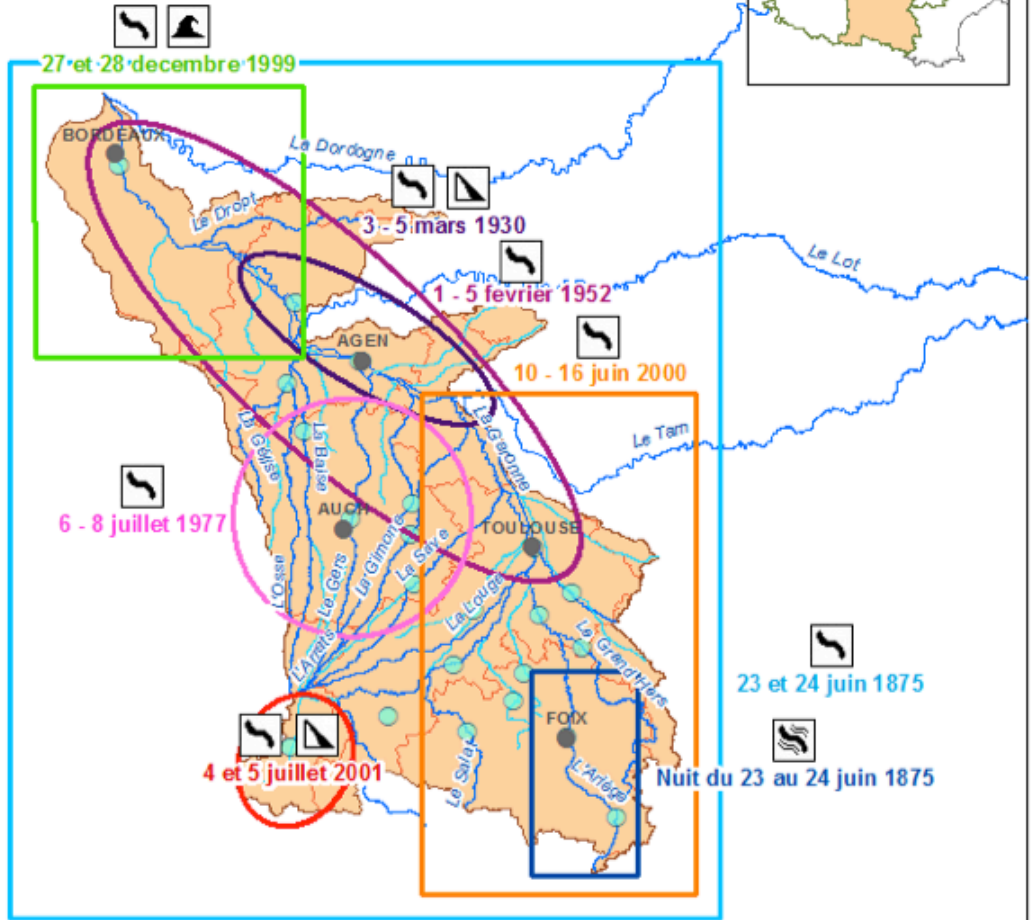 27 et 28 decembre 1999
BORDEAUX
La Dordogne
Le Dropt
3 - 5 mars 1930
Le Lot
1 - 5 fevrier 1952
AGEN
10 - 16 juin 2000
La Garonne
La Gélise
La Baïse
Le Tarn
6 - 8 juillet 1977
AUCH
TOULOUSE
La Gimone
La Save
L'Osse
Le Gers
La Louge
L'Arrats
Le Grand Hers
23 et 24 juin 1875
FOIX
4 et 5 juillet 2001
Le Salat
L'Ariège
Nuit du 23 au 24 juin 1875